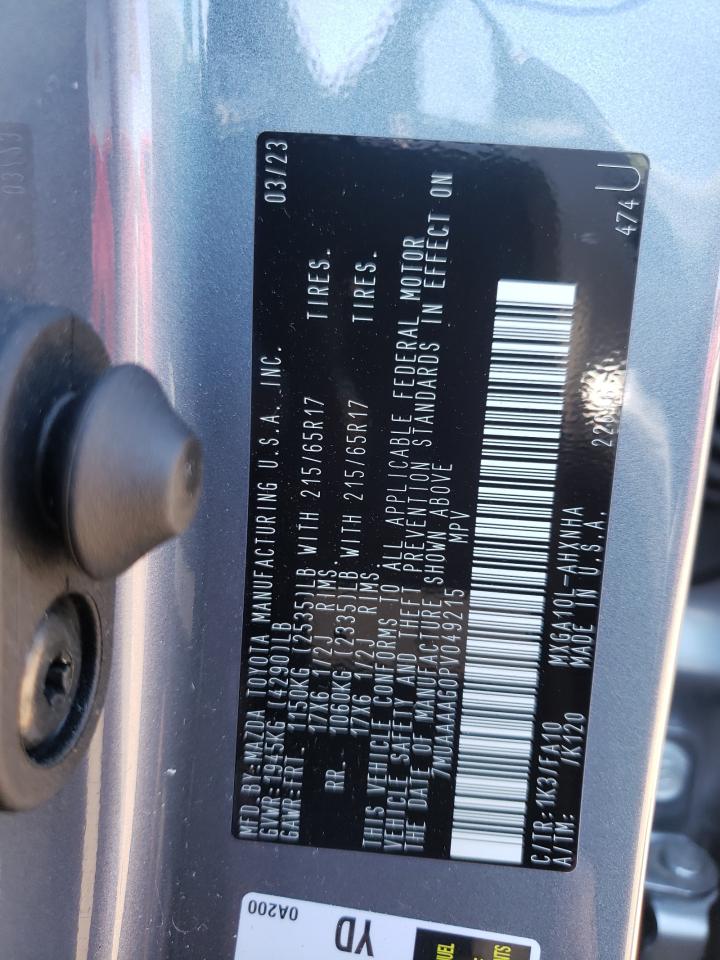 MFD.BY:MAZDA TOYOTA MANUFACTURING U.S.A. INC. 03/23
GVWR:1945KG (4290)LB
GAWR:FRT. 1150KG (2535)LB WITH 215/65R17 TIRES.
17X6 1/2J RIMS
RR. 1060KG (2335)LB WITH 215/65R17 TIRES.
17X6 1/2J RIMS
THIS VEHICLE CONFORMS TO ALL APPLICABLE FEDERAL MOTOR
VEHICLE SAFETY AND THEFT PREVENTION STANDARDS IN EFFECT ON
THE DATE OF MANUFACTURE SHOWN ABOVE
7MUAAAAG0PV049215 MPV
C/TR:1K3/FA10 MXGA10L-AHXNHA
A/TM: /K120 MADE IN U.S.A.
474U
0A200
YD